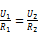 U₁/R₁ = U₂/R₂